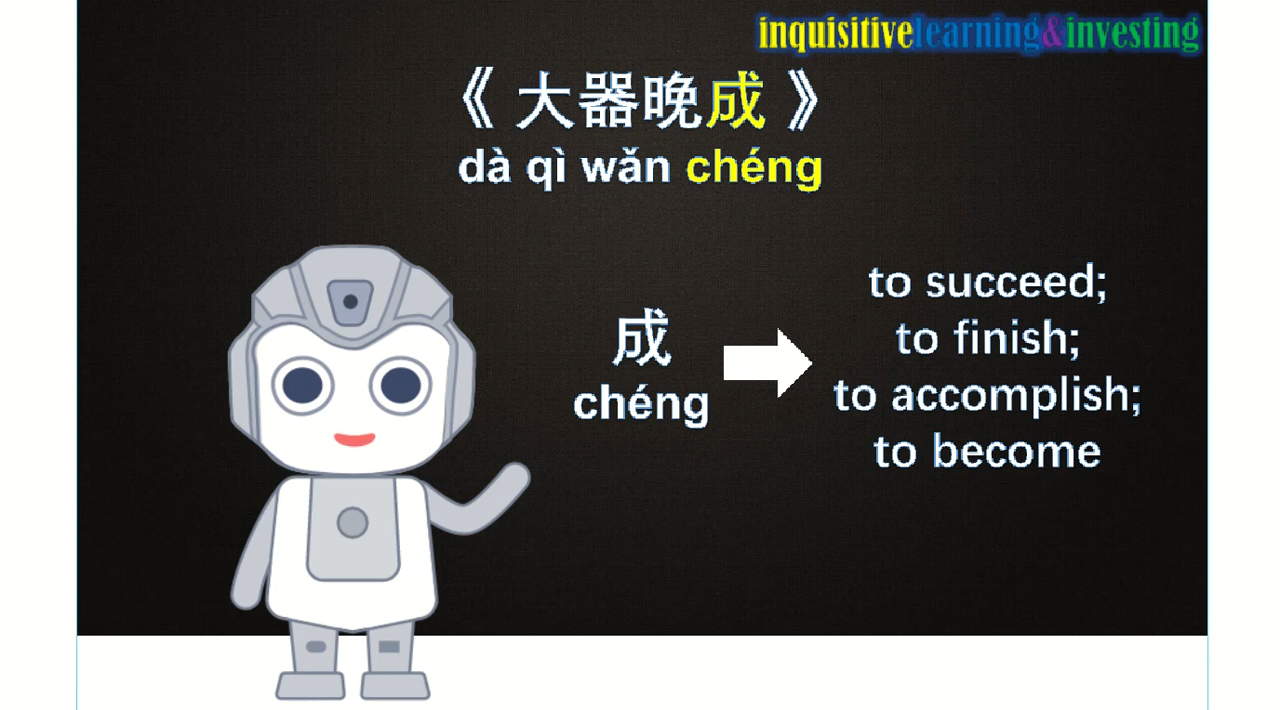 inquisitivelearning&investing
《 大器晚成 》
dà qì wǎn chéng
成
chéng
to succeed;
to finish;
to accomplish;
to become